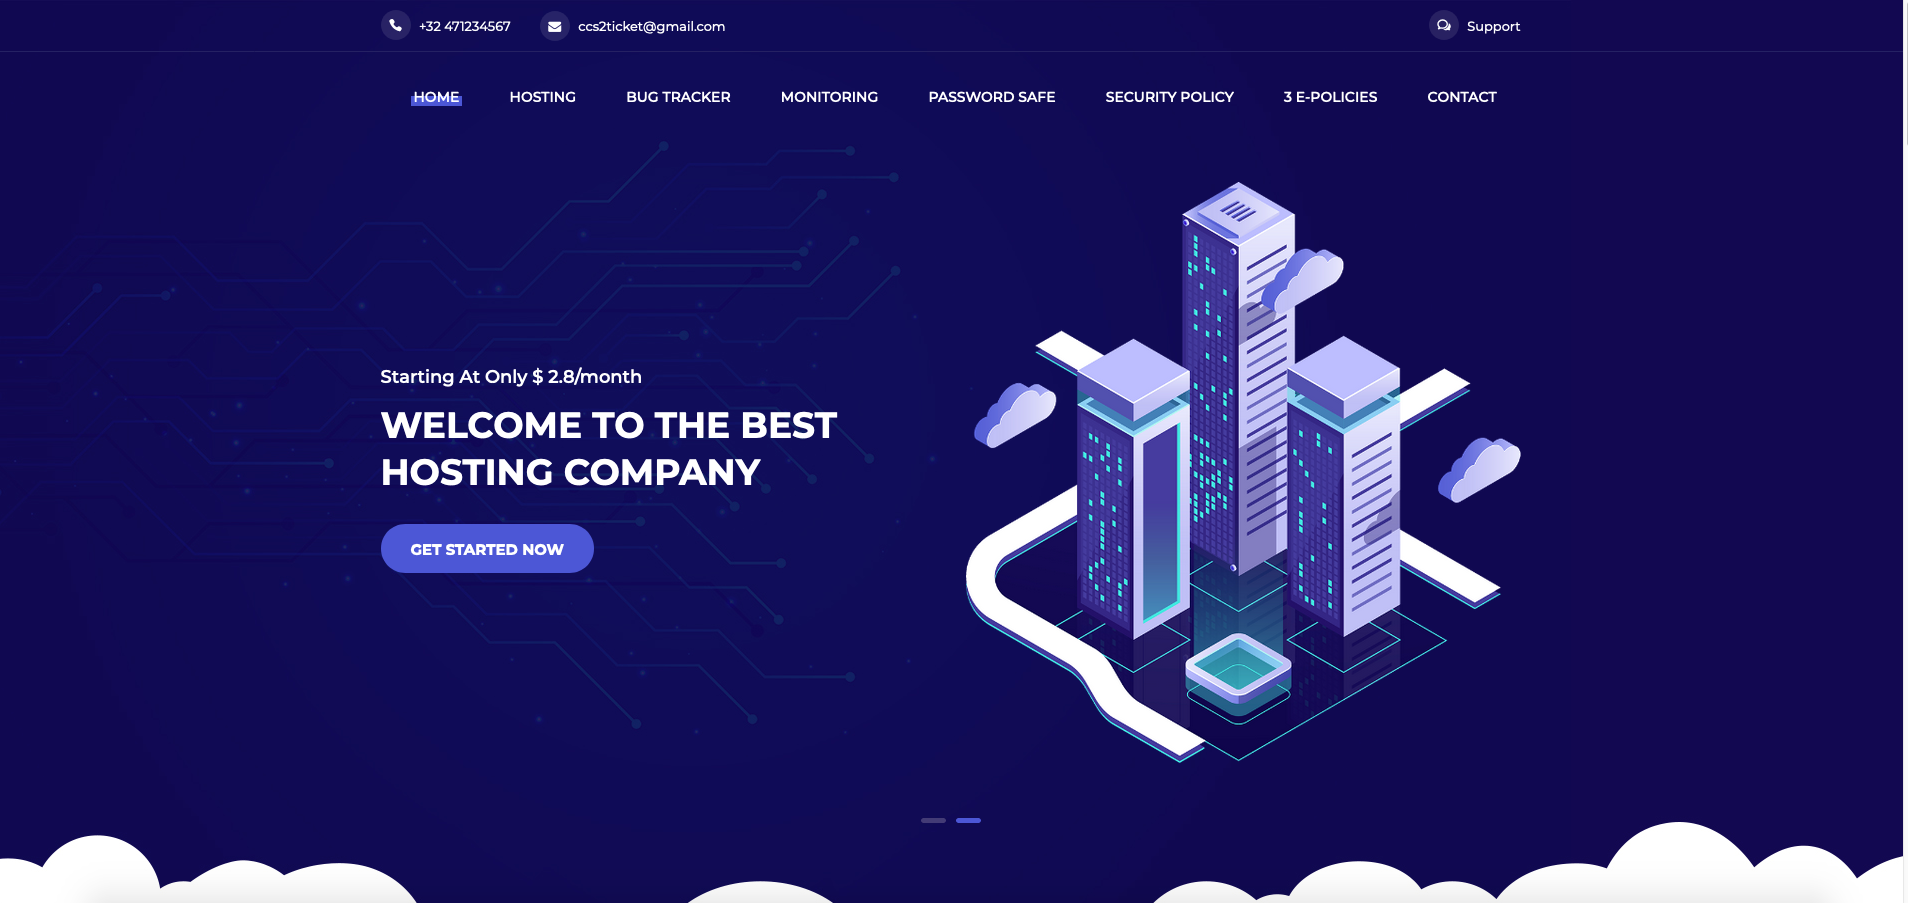 +32 471234567
ccs2ticket@gmail.com
Support
HOME
HOSTING
BUG TRACKER
MONITORING
PASSWORD SAFE
SECURITY POLICY
3 E-POLICIES
CONTACT
Starting At Only $ 2.8/month
WELCOME TO THE BEST
HOSTING COMPANY
GET STARTED NOW